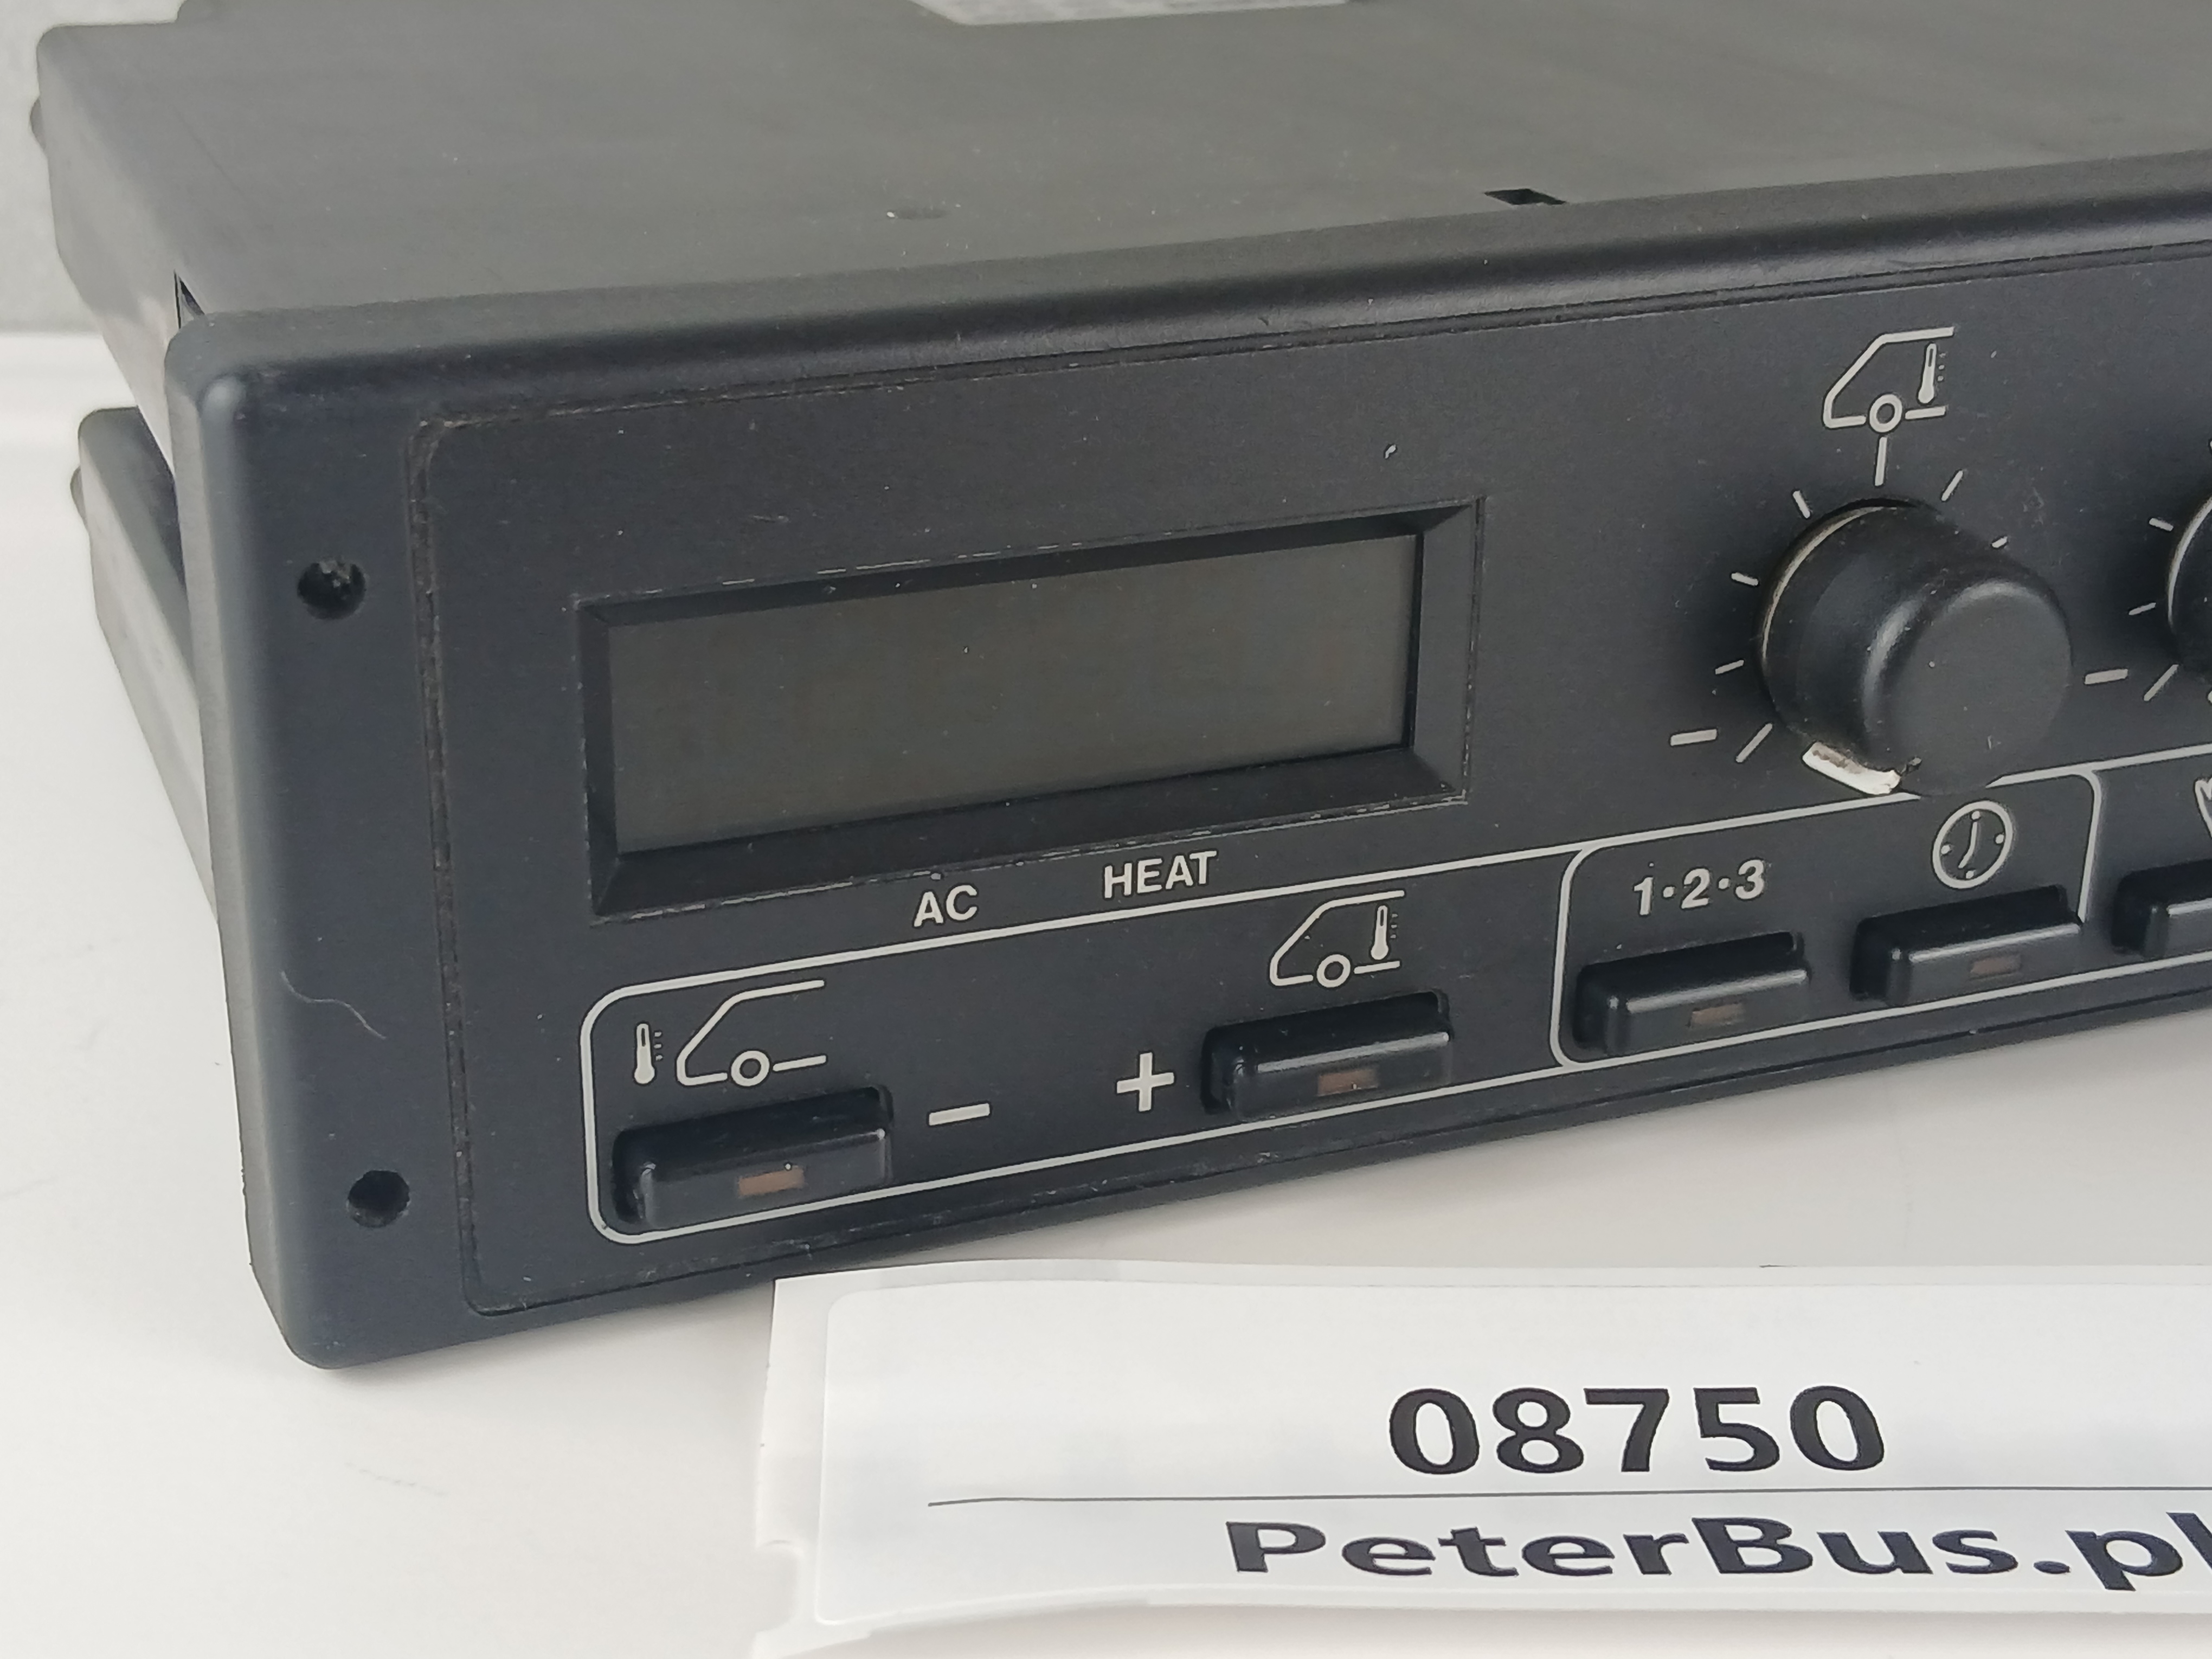 AC HEAT
1·2·3
- +
08750
PeterBus.pl